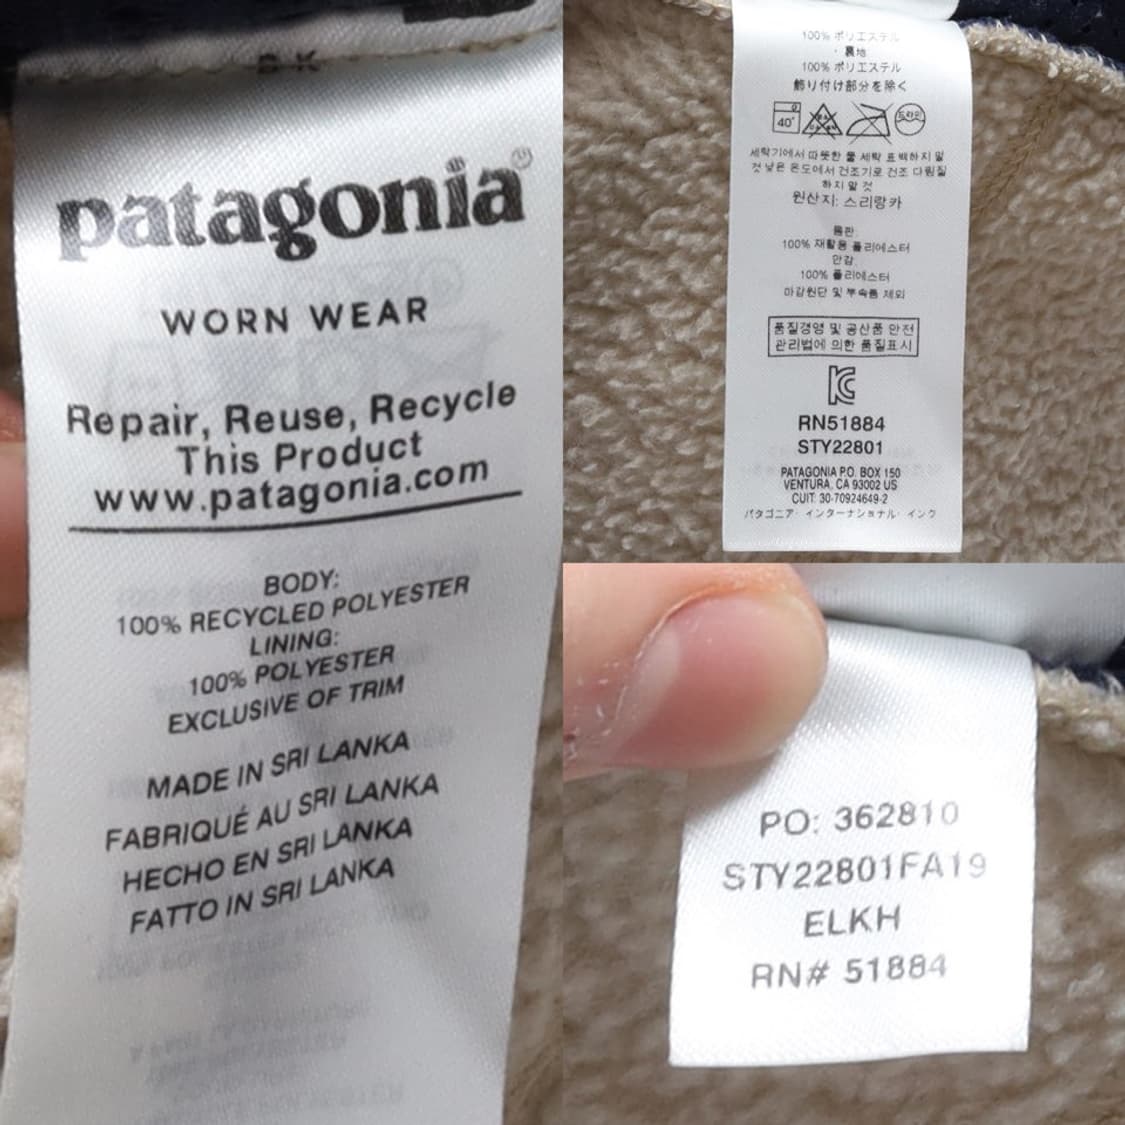 patagonia®
WORN WEAR
Repair, Reuse, Recycle
This Product
www.patagonia.com
BODY:
100% RECYCLED POLYESTER
LINING:
100% POLYESTER
EXCLUSIVE OF TRIM
MADE IN SRI LANKA
FABRIQUÉ AU SRI LANKA
HECHO EN SRI LANKA
FATTO IN SRI LANKA
100% ポリエステル
・裏地
100% ポリエステル
飾り付け部分を除く
40°
드라이
세탁기에서 따뜻한 물 세탁 표백하지 말
것 낮은 온도에서 건조기로 건조 다림질
하지 말 것
원산지: 스리랑카
몸판:
100% 재활용 폴리에스터
안감:
100% 폴리에스터
마감원단 및 부속품 제외
품질경영 및 공산품 안전
관리법에 의한 품질표시
RN51884
STY22801
PATAGONIA P.O. BOX 150
VENTURA, CA 93002 US
CUIT: 30-70924649-2
パタゴニア・インターナショナル・インク
PO: 362810
STY22801FA19
ELKH
RN# 51884